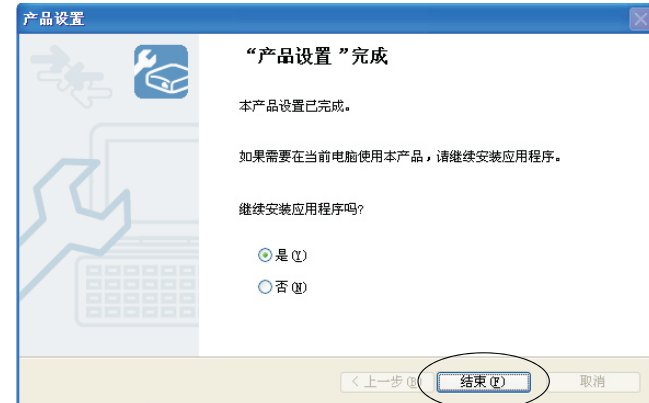 产品设置
“产品设置 ”完成
本产品设置已完成。
如果需要在当前电脑使用本产品，请继续安装应用程序。
继续安装应用程序吗?
是(Y)
否(N)
< 上一步(B)
结束(F)
取消